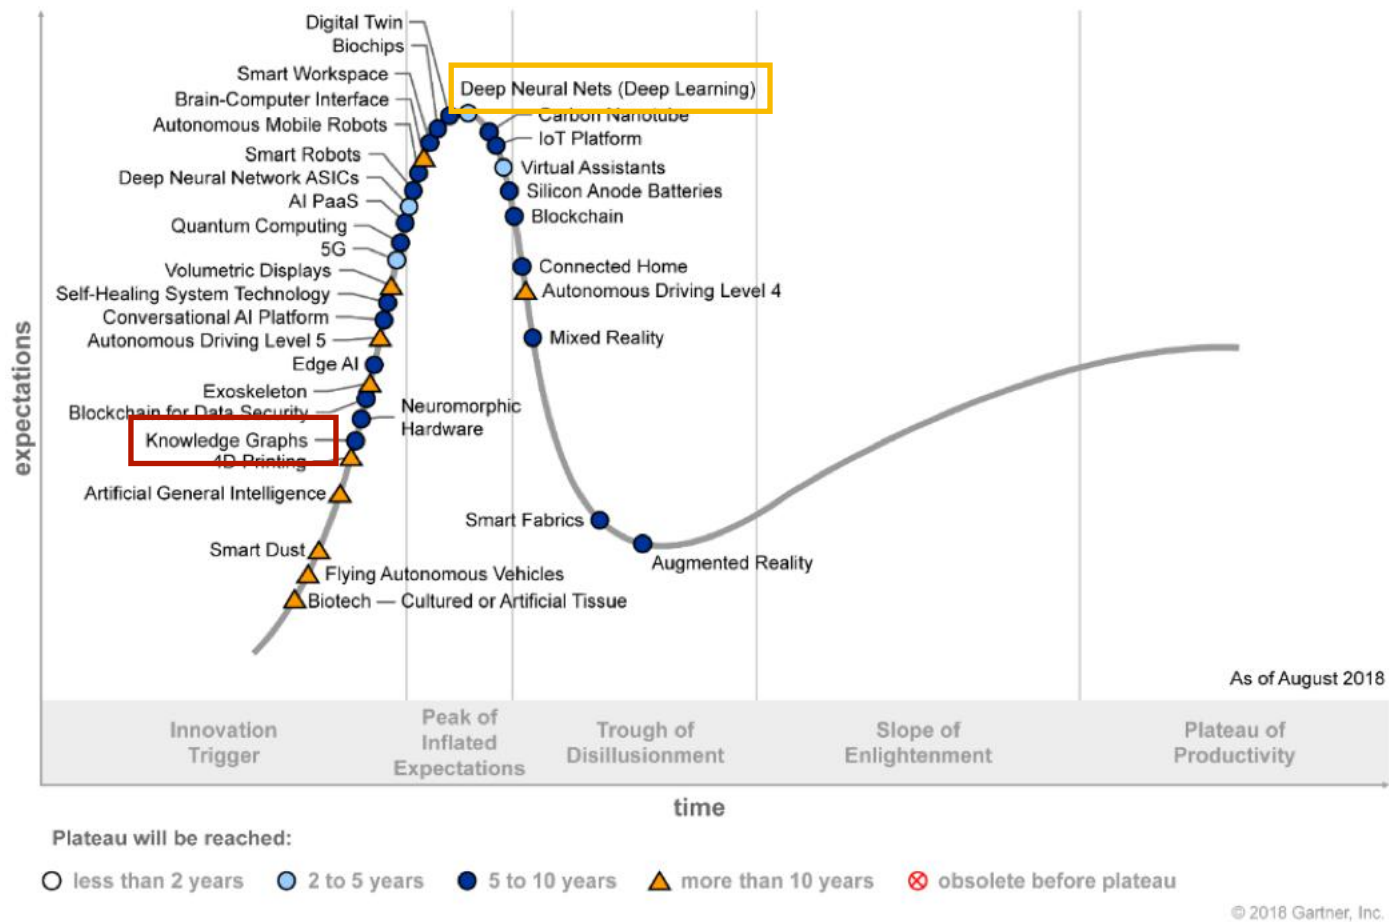 Digital Twin
Biochips
Smart Workspace
Brain-Computer Interface
Autonomous Mobile Robots
Smart Robots
Deep Neural Network ASICs
AI PaaS
Quantum Computing
5G
Volumetric Displays
Self-Healing System Technology
Conversational AI Platform
Autonomous Driving Level 5
Edge AI
Exoskeleton
Blockchain for Data Security
Neuromorphic
Hardware
Knowledge Graphs
4D Printing
Artificial General Intelligence
Smart Dust
Flying Autonomous Vehicles
Biotech — Cultured or Artificial Tissue
Deep Neural Nets (Deep Learning)
Carbon Nanotube
IoT Platform
Virtual Assistants
Silicon Anode Batteries
Blockchain
Connected Home
Autonomous Driving Level 4
Mixed Reality
Smart Fabrics
Augmented Reality
expectations
As of August 2018
Innovation
Trigger
Peak of
Inflated
Expectations
Trough of
Disillusionment
Slope of
Enlightenment
Plateau of
Productivity
time
Plateau will be reached:
less than 2 years
2 to 5 years
5 to 10 years
more than 10 years
obsolete before plateau
© 2018 Gartner, Inc.